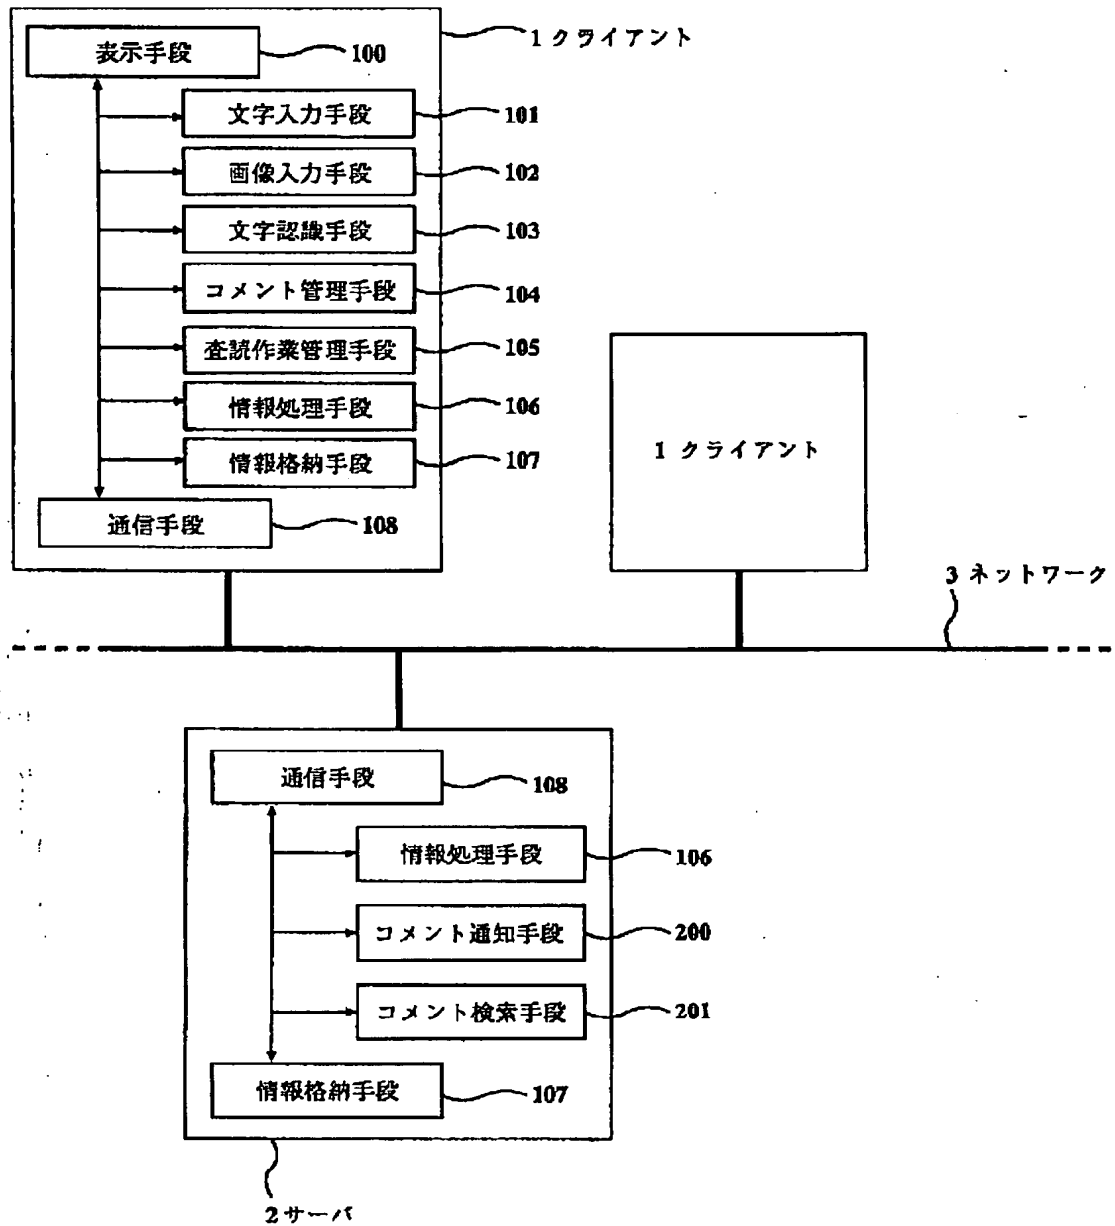 1 クライアント
表示手段 100
文字入力手段 101
画像入力手段 102
文字認識手段 103
コメント管理手段 104
査読作業管理手段 105
情報処理手段 106
情報格納手段 107
通信手段 108
1 クライアント
3 ネットワーク
通信手段 108
情報処理手段 106
コメント通知手段 200
コメント検索手段 201
情報格納手段 107
2 サーバ